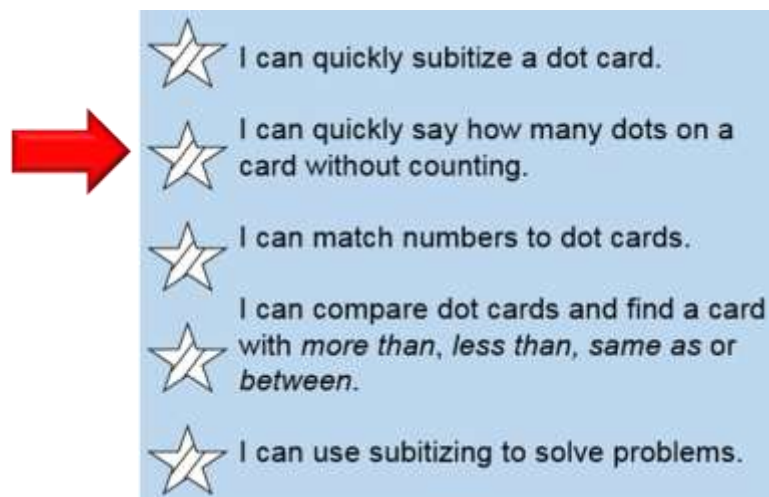 I can quickly subitize a dot card.
I can quickly say how many dots on a
card without counting.
I can match numbers to dot cards.
I can compare dot cards and find a card
with more than, less than, same as or
between.
I can use subitizing to solve problems.